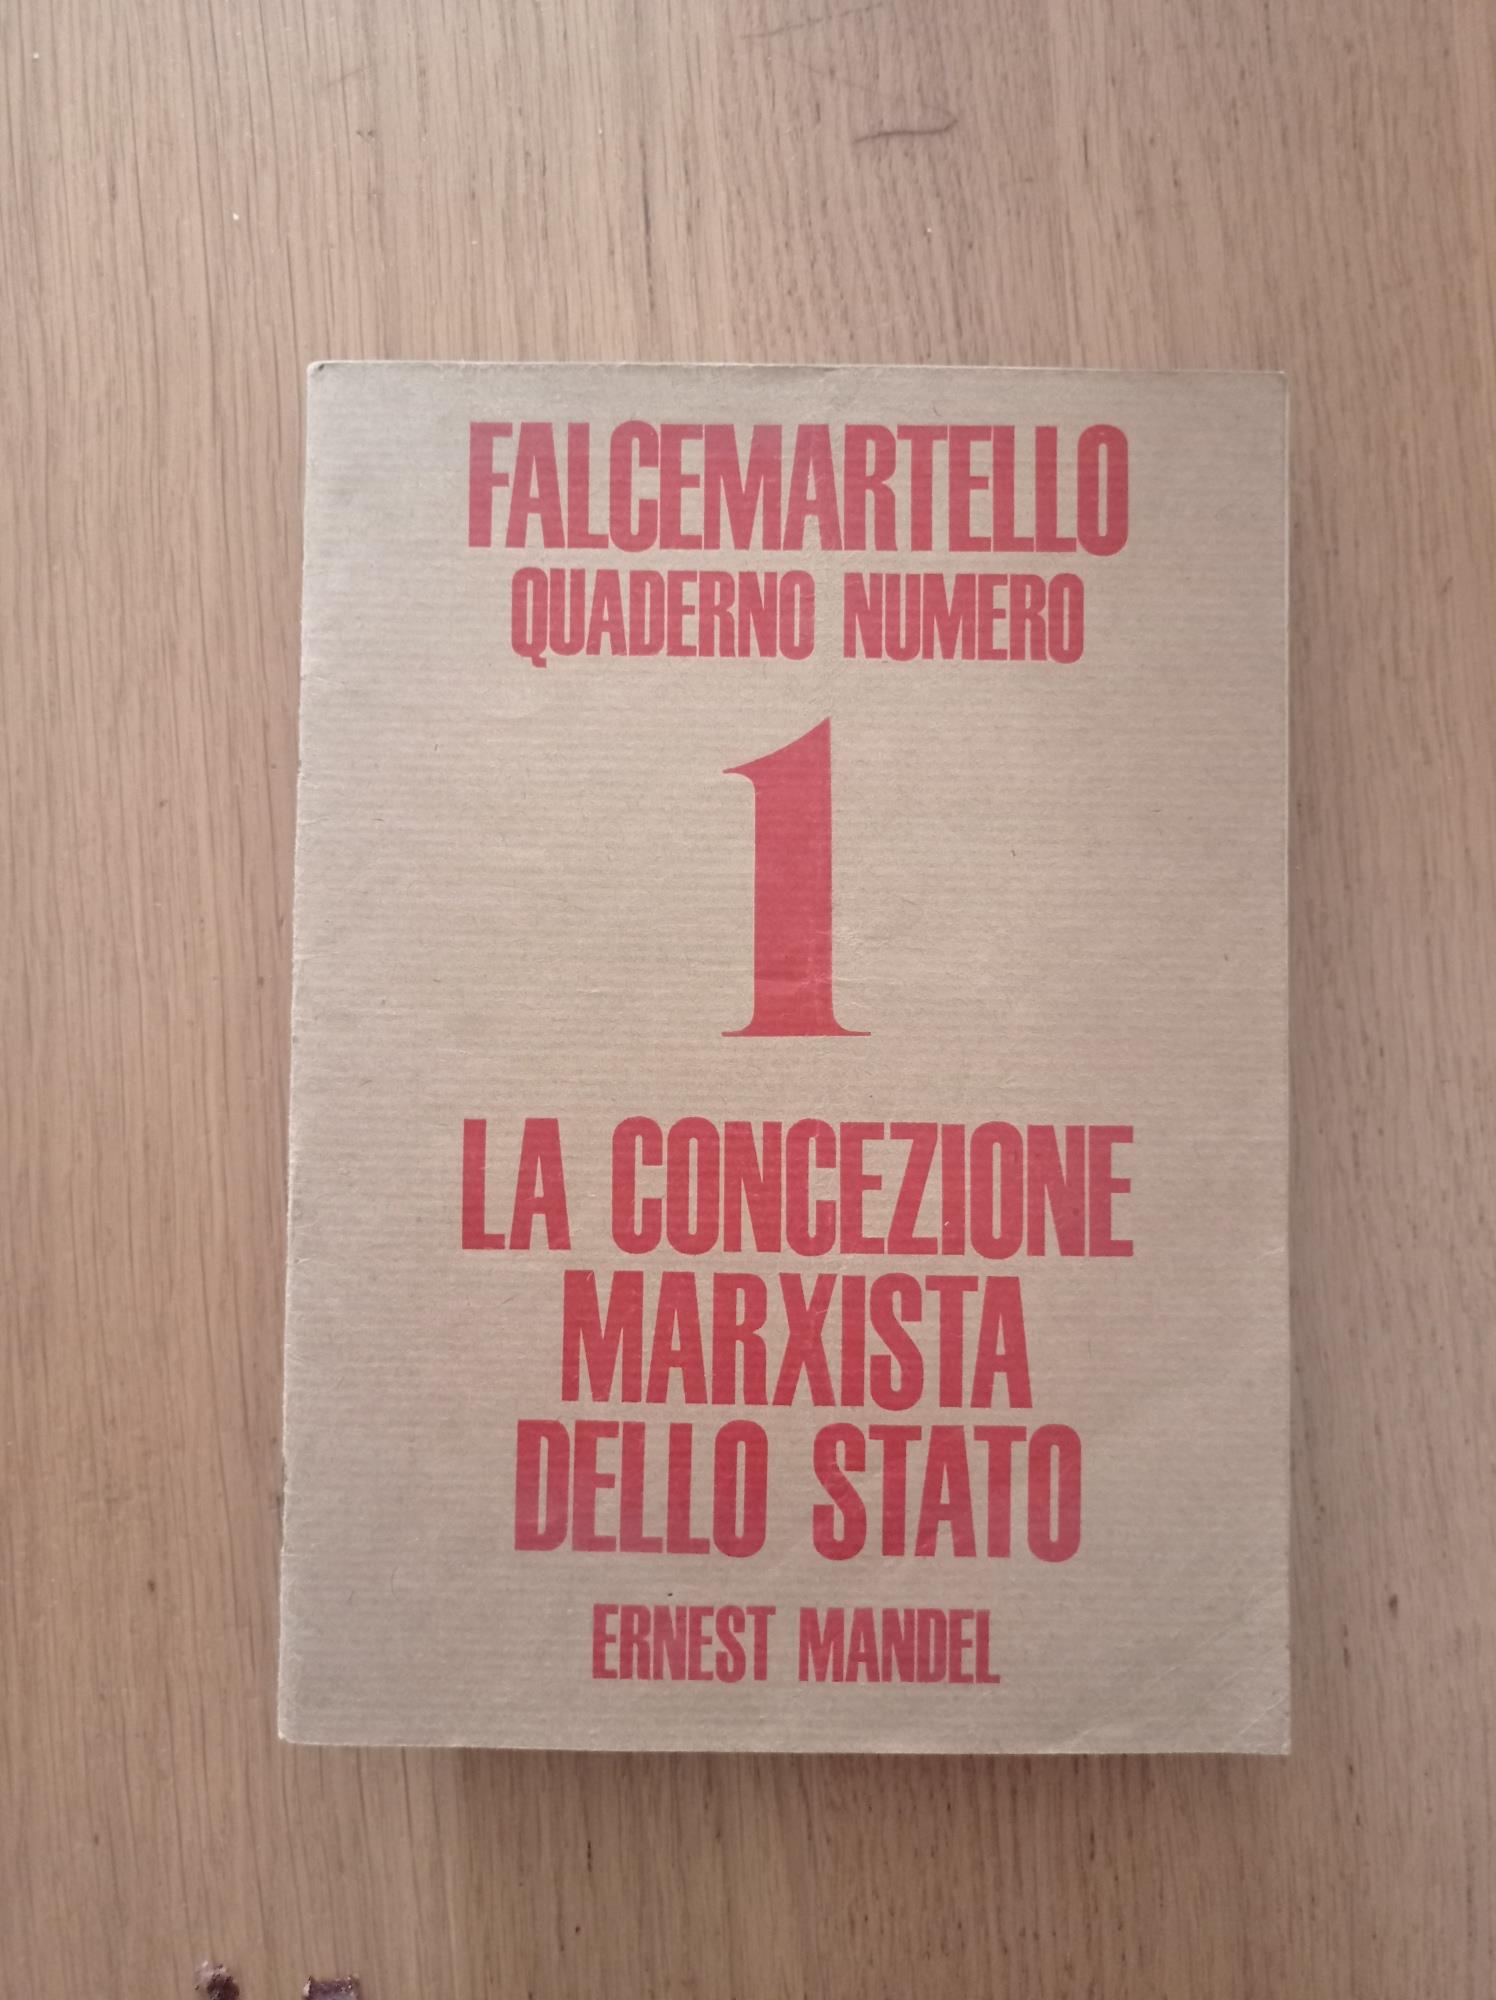 FALCEMARTELLO
QUADERNO NUMERO
1
LA CONCEZIONE
MARXISTA
DELLO STATO
ERNEST MANDEL